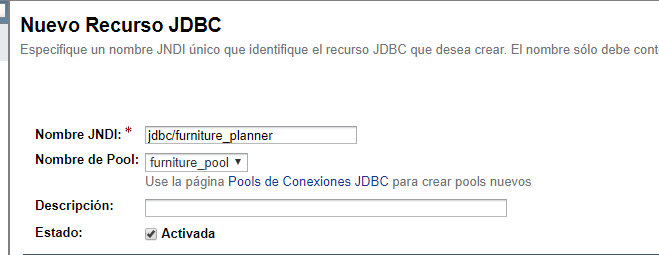 Nuevo Recurso JDBC
Especifique un nombre JNDI único que identifique el recurso JDBC que desea crear. El nombre sólo debe
Nombre JNDI: * jdbc/furniture_planner
Nombre de Pool: furniture_pool
Use la página Pools de Conexiones JDBC para crear pools nuevos
Descripción:
Estado: Activada